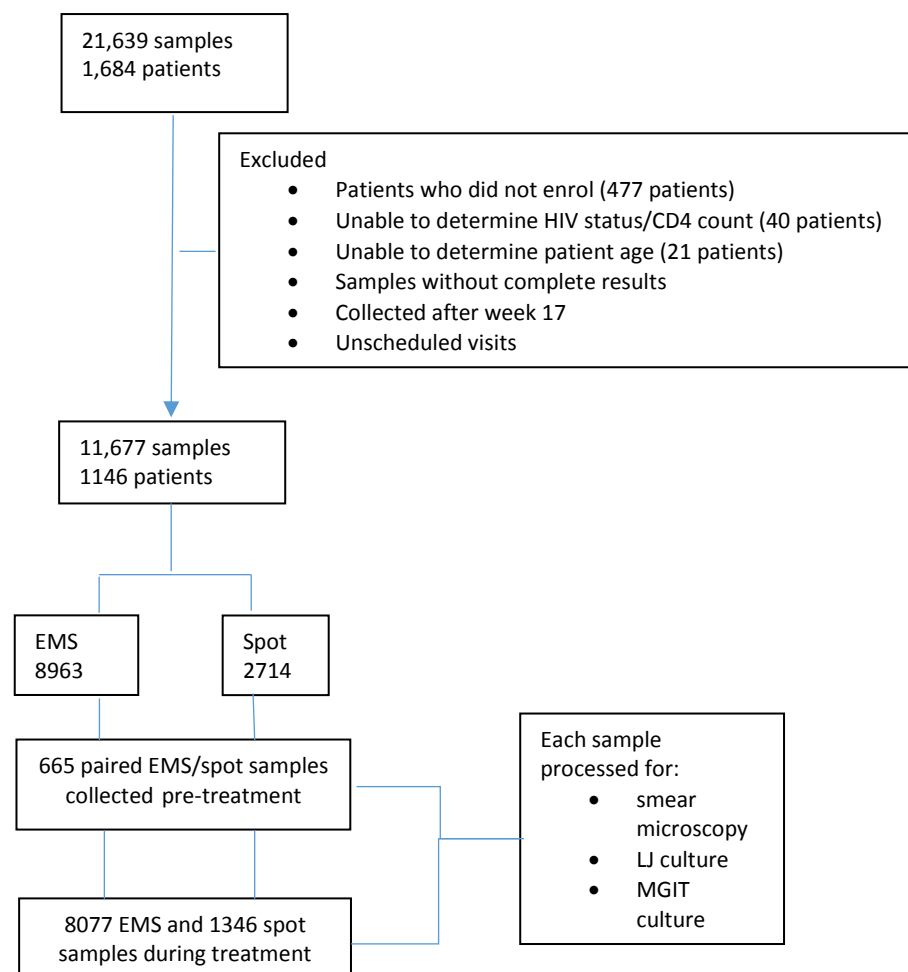 21,639 samples
1,684 patients
Excluded
• Patients who did not enrol (477 patients)
• Unable to determine HIV status/CD4 count (40 patients)
• Unable to determine patient age (21 patients)
• Samples without complete results
• Collected after week 17
• Unscheduled visits
11,677 samples
1146 patients
EMS
8963
Spot
2714
665 paired EMS/spot samples
collected pre-treatment
Each sample
processed for:
• smear
microscopy
• LJ culture
• MGIT
culture
8077 EMS and 1346 spot
samples during treatment